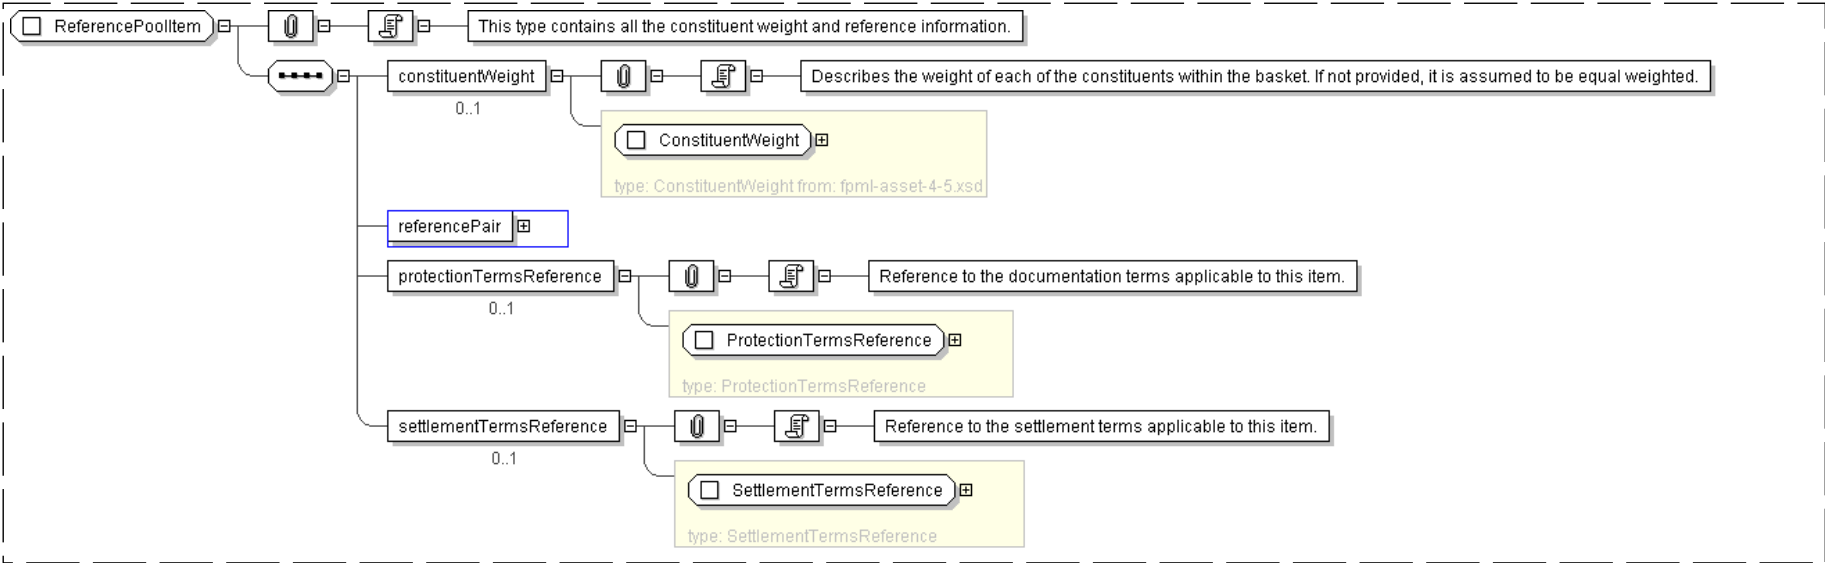 ReferencePoolItem
This type contains all the constituent weight and reference information.
constituentWeight
Describes the weight of each of the constituents within the basket. If not provided, it is assumed to be equal weighted.
0..1
ConstituentWeight
type: ConstituentWeight from: fpml-asset-4-5.xsd
referencePair
protectionTermsReference
Reference to the documentation terms applicable to this item.
0..1
ProtectionTermsReference
type: ProtectionTermsReference
settlementTermsReference
Reference to the settlement terms applicable to this item.
0..1
SettlementTermsReference
type: SettlementTermsReference